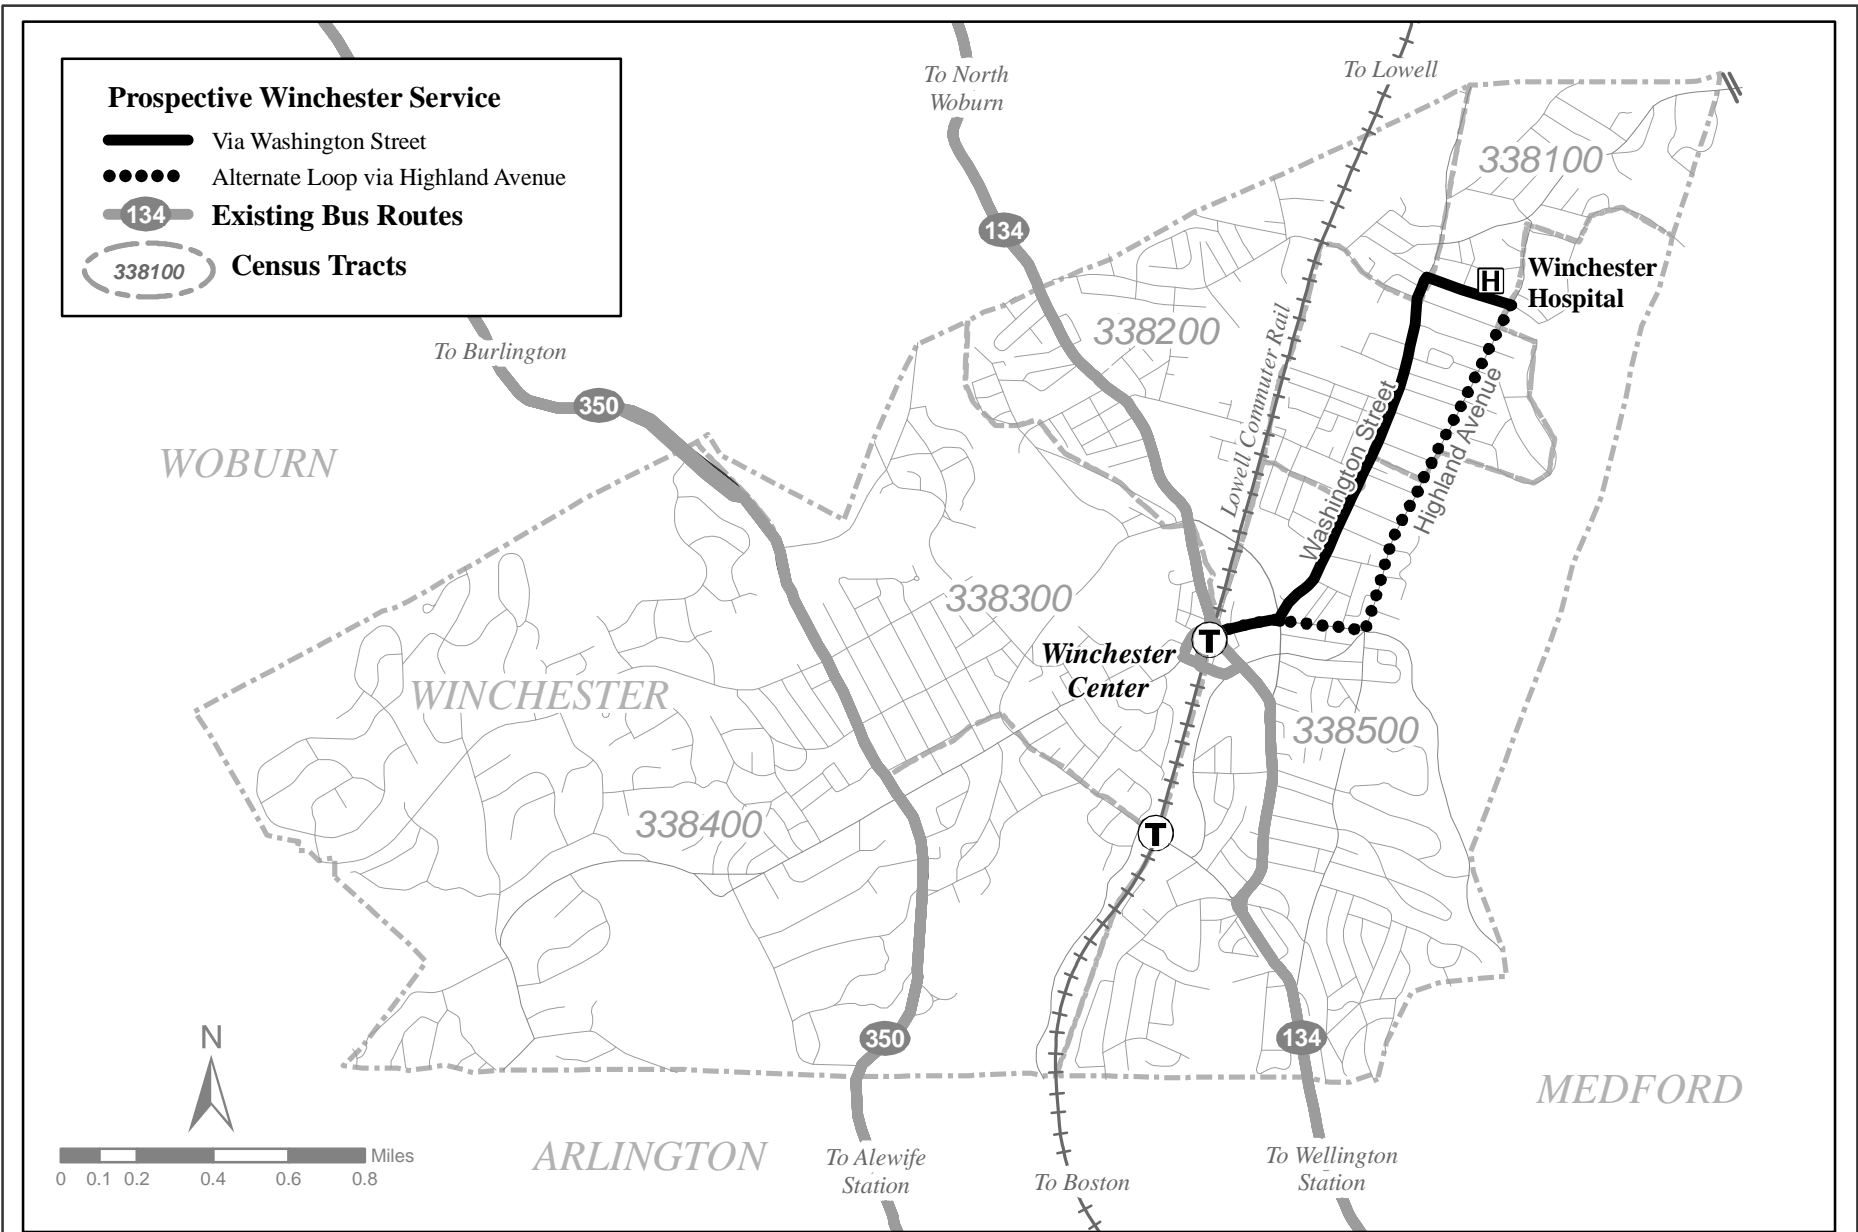 Prospective Winchester Service
Via Washington Street
Alternate Loop via Highland Avenue
134
Existing Bus Routes
338100
Census Tracts
To North
Woburn
To Lowell
338100
134
H
Winchester
Hospital
338200
To Burlington
350
Lowell Commuter Rail
Washington Street
Highland Avenue
WOBURN
338300
T
Winchester
Center
WINCHESTER
338500
338400
T
350
134
N
MEDFORD
ARLINGTON
To Alewife
Station
To Boston
To Wellington
Station
Miles
0 0.1 0.2 0.4 0.6 0.8